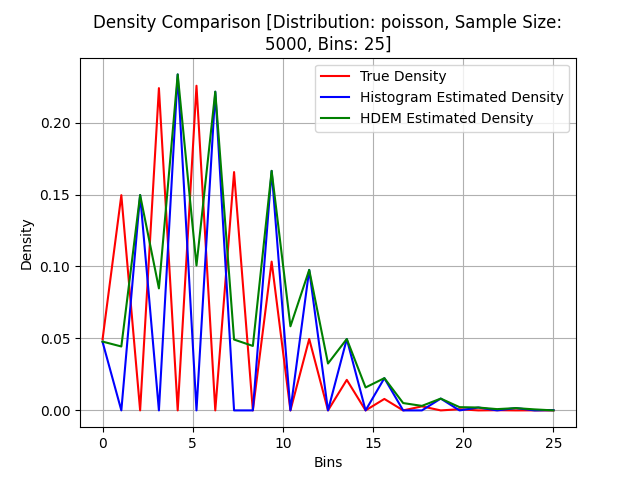 Density Comparison [Distribution: poisson, Sample Size:
5000, Bins: 25]
True Density
Histogram Estimated Density
HDEM Estimated Density
Density
0.20
0.15
0.10
0.05
0.00
0 5 10 15 20 25
Bins